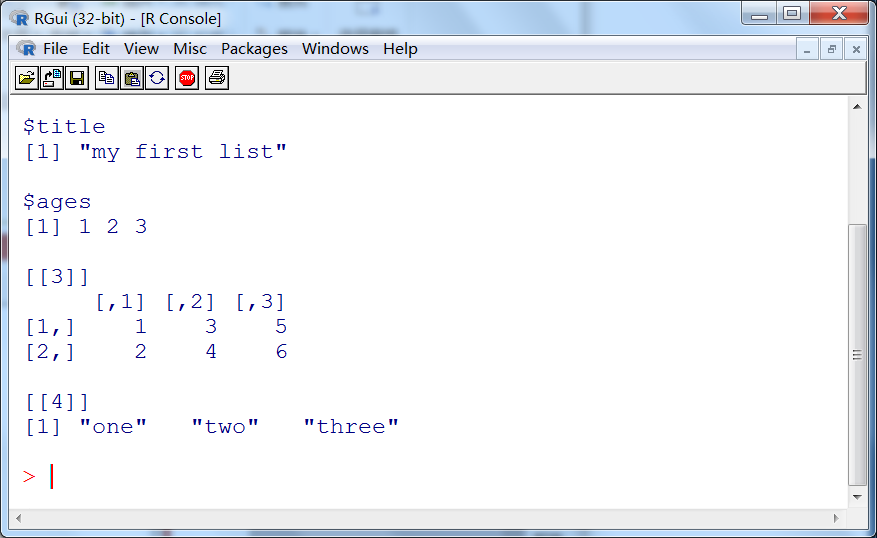 RGui (32-bit) - [R Console]
File Edit View Misc Packages Windows Help
STOP
$title
[1] "my first list"
$ages
[1] 1 2 3
[[3]]
     [,1] [,2] [,3]
[1,]    1    3    5
[2,]    2    4    6
[[4]]
[1] "one"   "two"   "three"
>